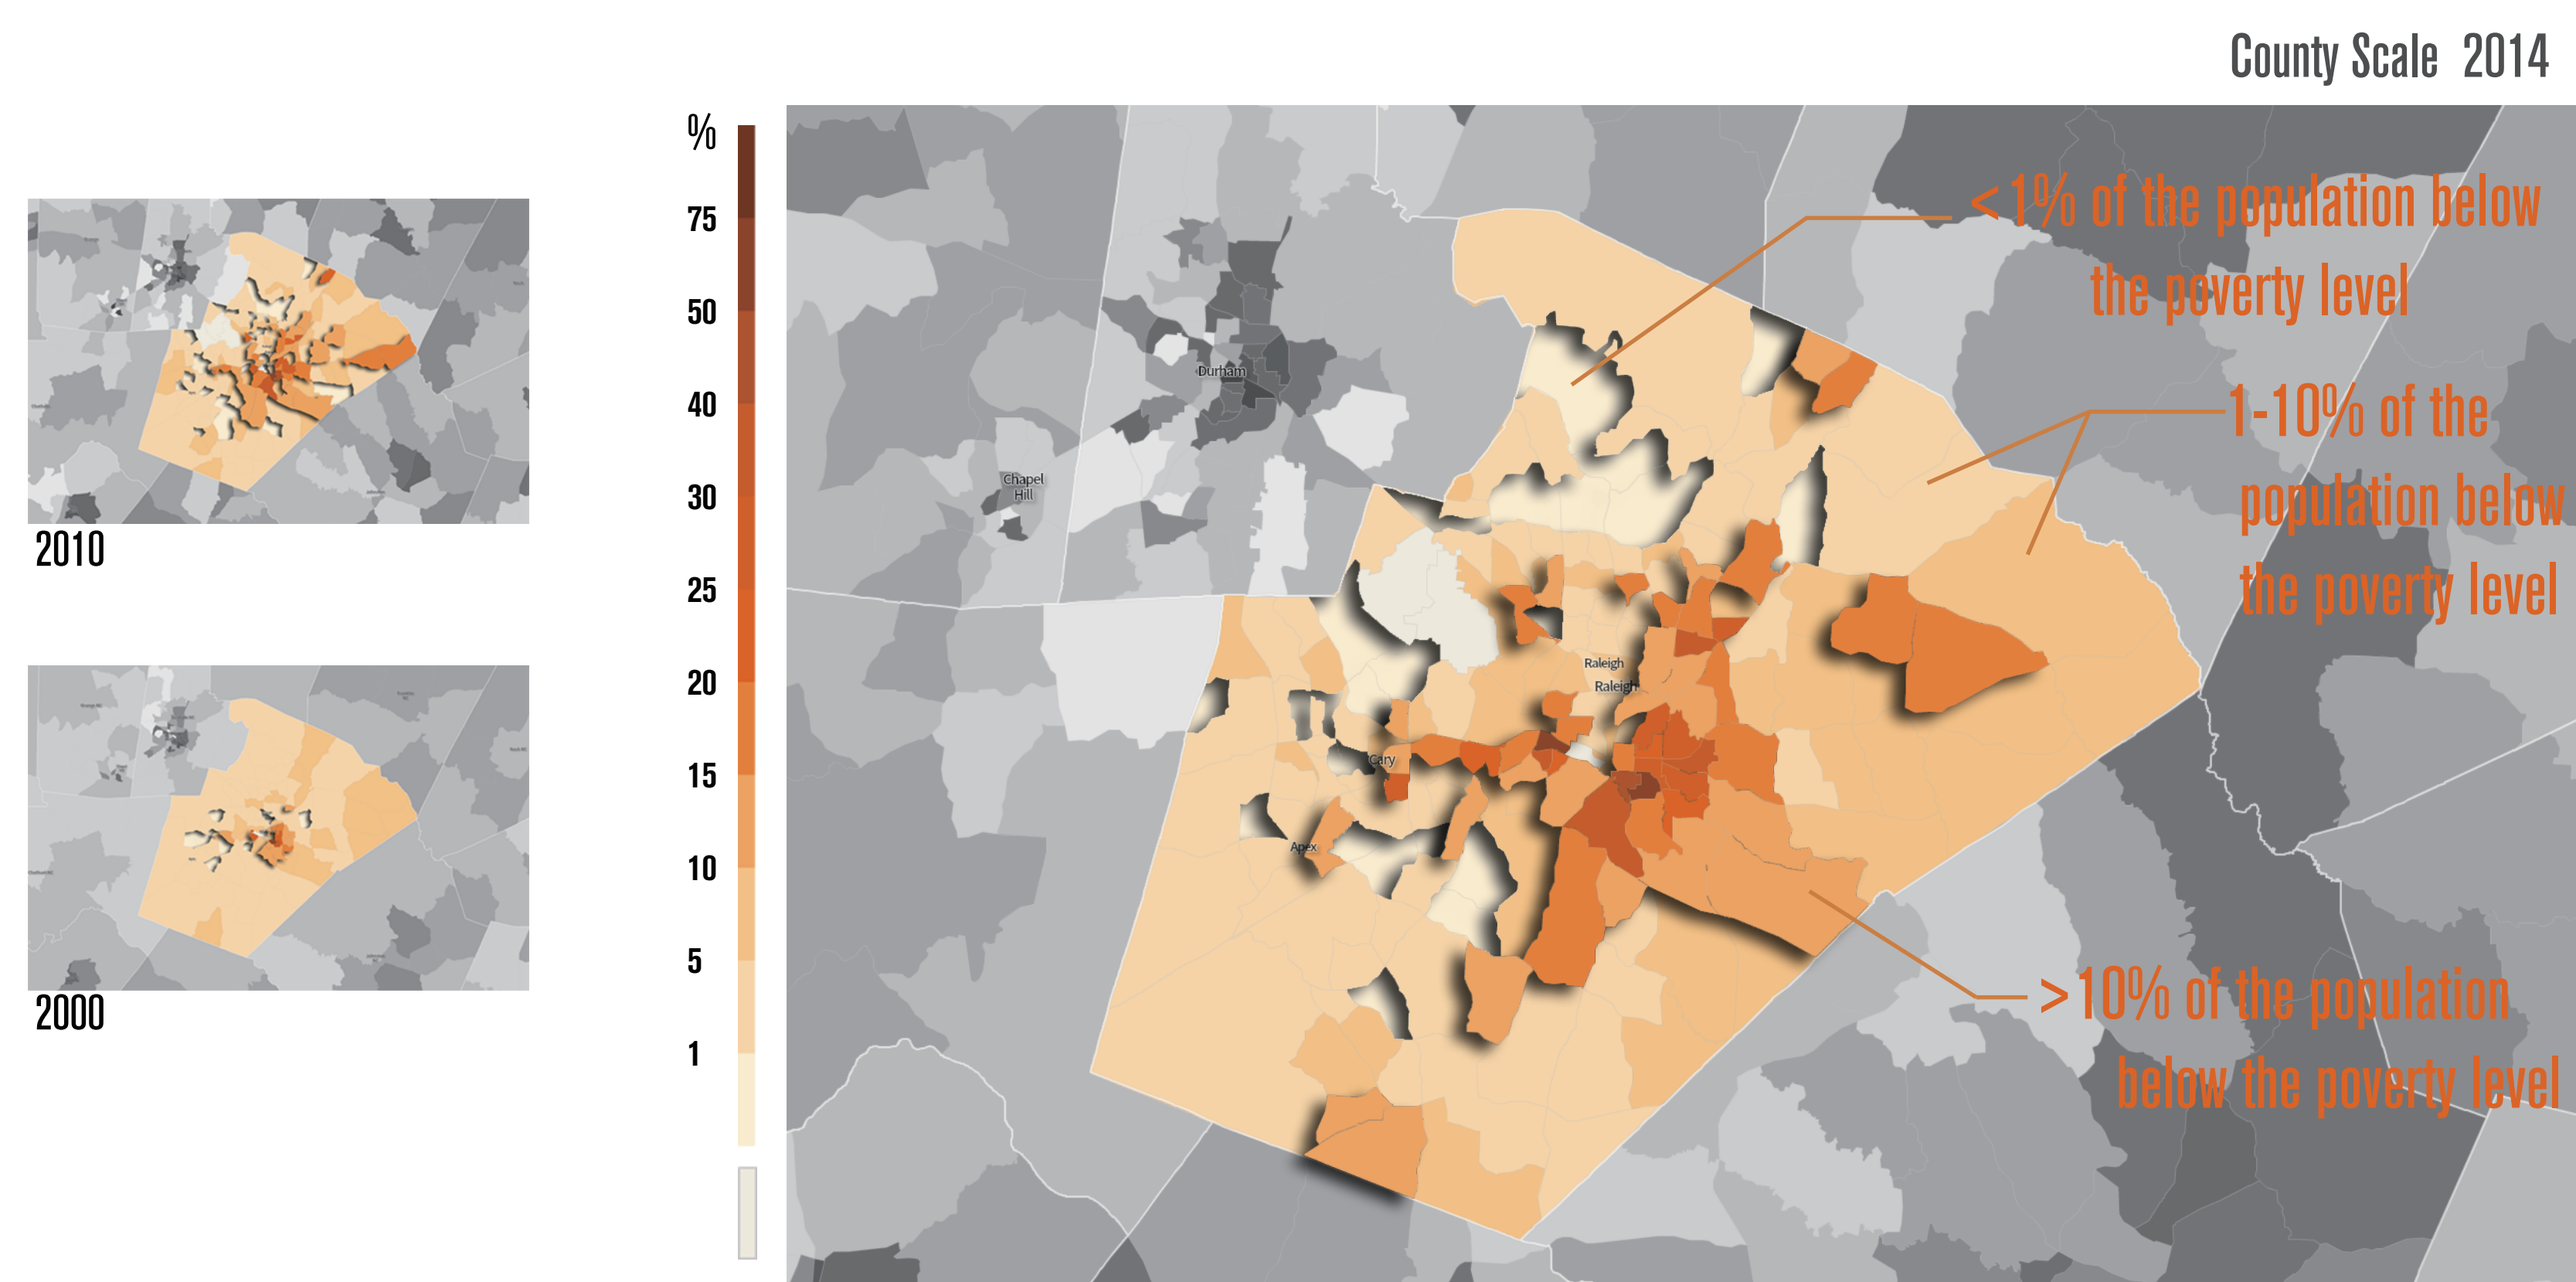 County Scale 2014
%
75
50
40
30
25
20
15
10
5
1
2010
2000
< 1% of the population below
the poverty level
1-10% of the
population below
the poverty level
>10% of the population
below the poverty level
Durham
Chapel
Hill
Raleigh
Raleigh
Cary
Apex